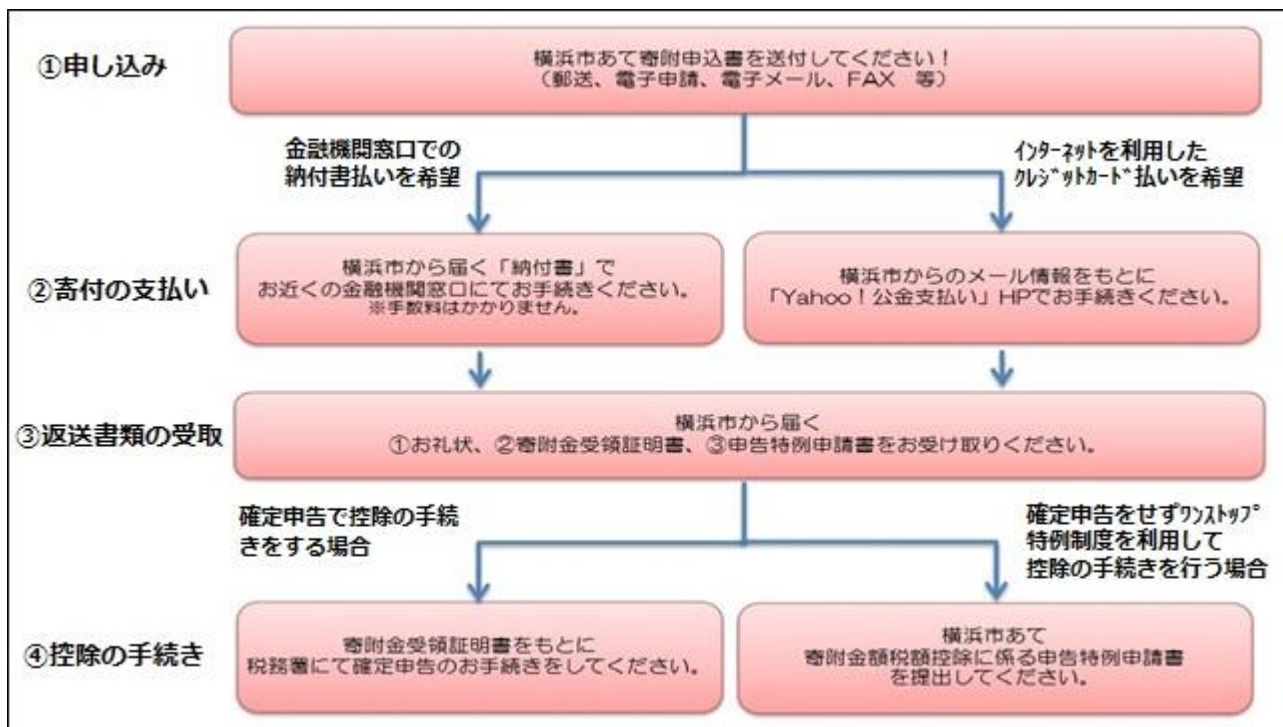 ①申し込み
横浜市あて寄附申込書を送付してください！
（郵送、電子申請、電子メール、FAX　等）
金融機関窓口での
納付書払いを希望
ｲﾝﾀｰﾈｯﾄを利用した
ｸﾚｼﾞｯﾄｶｰﾄﾞ払いを希望
②寄付の支払い
横浜市から届く「納付書」で
お近くの金融機関窓口にてお手続きください。
※手数料はかかりません。
横浜市からのメール情報をもとに
「Yahoo！公金支払い」HPでお手続きください。
③返送書類の受取
横浜市から届く
①お礼状、②寄附金受領証明書、③申告特例申請書をお受け取りください。
確定申告で控除の手続
きをする場合
確定申告をせずﾜﾝｽﾄｯﾌﾟ
特例制度を利用して
控除の手続きを行う場合
④控除の手続き
寄附金受領証明書をもとに
税務署にて確定申告のお手続きをしてください。
横浜市あて
寄附金額税額控除に係る申告特例申請書
を提出してください。